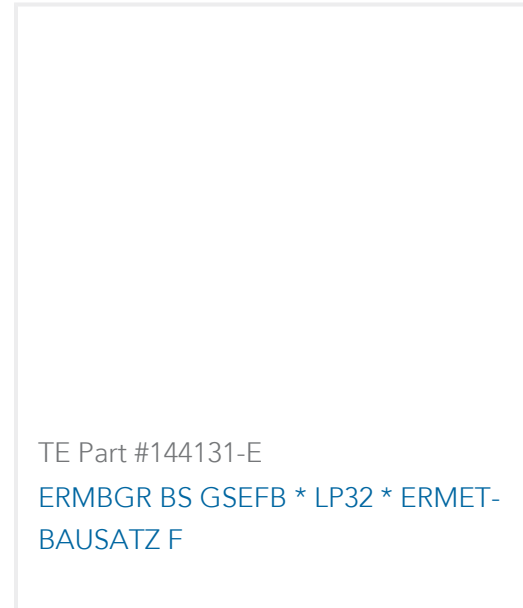 TE Part #144131-E
ERMBGR BS GSEFB * LP32 * ERMET-
BAUSATZ F